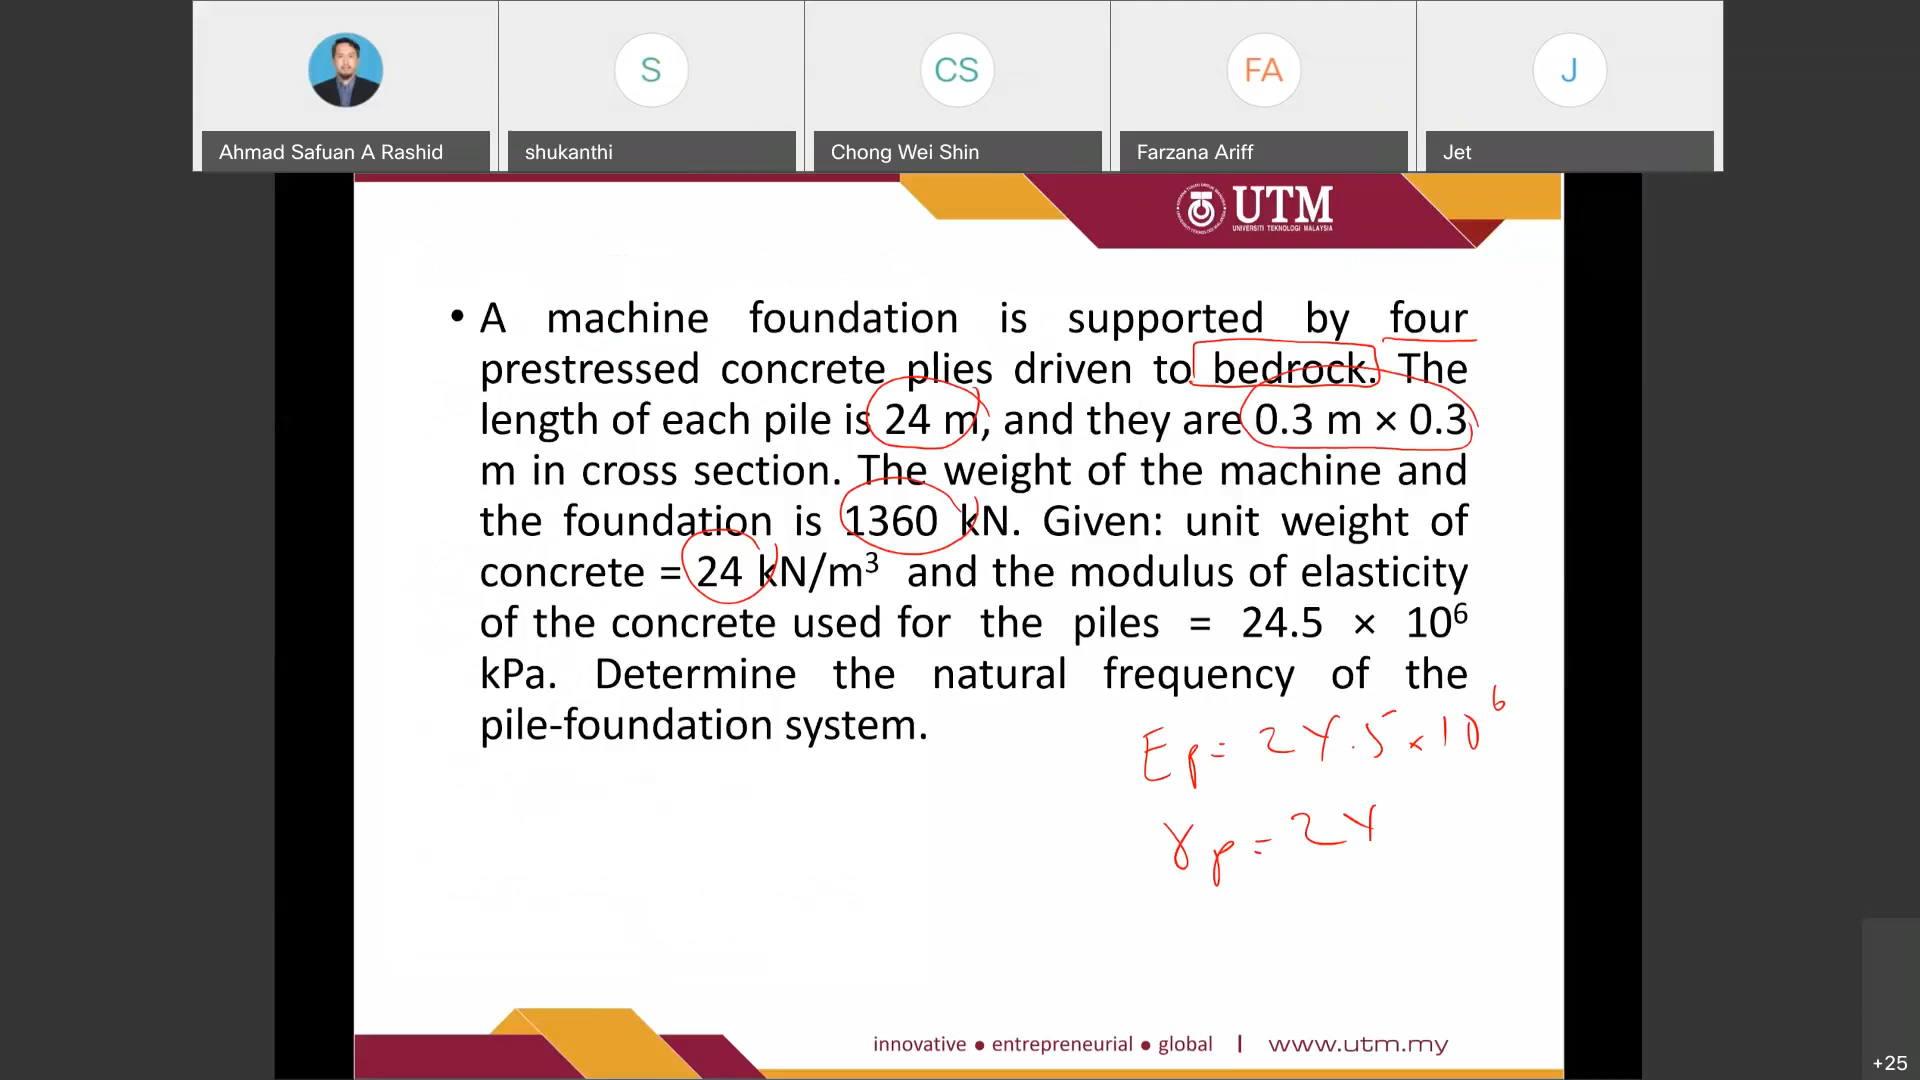 S
CS
FA
J
Ahmad Safuan A Rashid
shukanthi
Chong Wei Shin
Farzana Ariff
Jet
UTM
UNIVERSITI TEKNOLOGI MALAYSIA
• A machine foundation is supported by four
prestressed concrete plies driven to bedrock. The
length of each pile is 24 m, and they are 0.3 m × 0.3
m in cross section. The weight of the machine and
the foundation is 1360 kN. Given: unit weight of
concrete = 24 kN/m³ and the modulus of elasticity
of the concrete used for the piles = 24.5 × 10⁶
kPa. Determine the natural frequency of the
pile-foundation system.
Ep = 24.5 × 10⁶
γp = 24
innovative ● entrepreneurial ● global | www.utm.my
+25